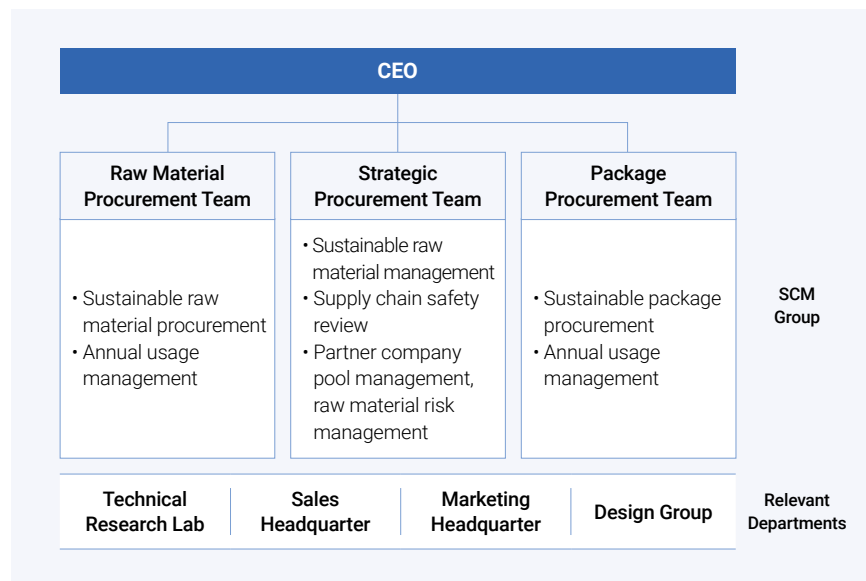 CEO
Raw Material
Procurement Team
• Sustainable raw
material procurement
• Annual usage
management
Strategic
Procurement Team
• Sustainable raw
material management
• Supply chain safety
review
• Partner company
pool management,
raw material risk
management
Package
Procurement Team
• Sustainable package
procurement
• Annual usage
management
SCM
Group
Technical
Research Lab
Sales
Headquarter
Marketing
Headquarter
Design Group
Relevant
Departments